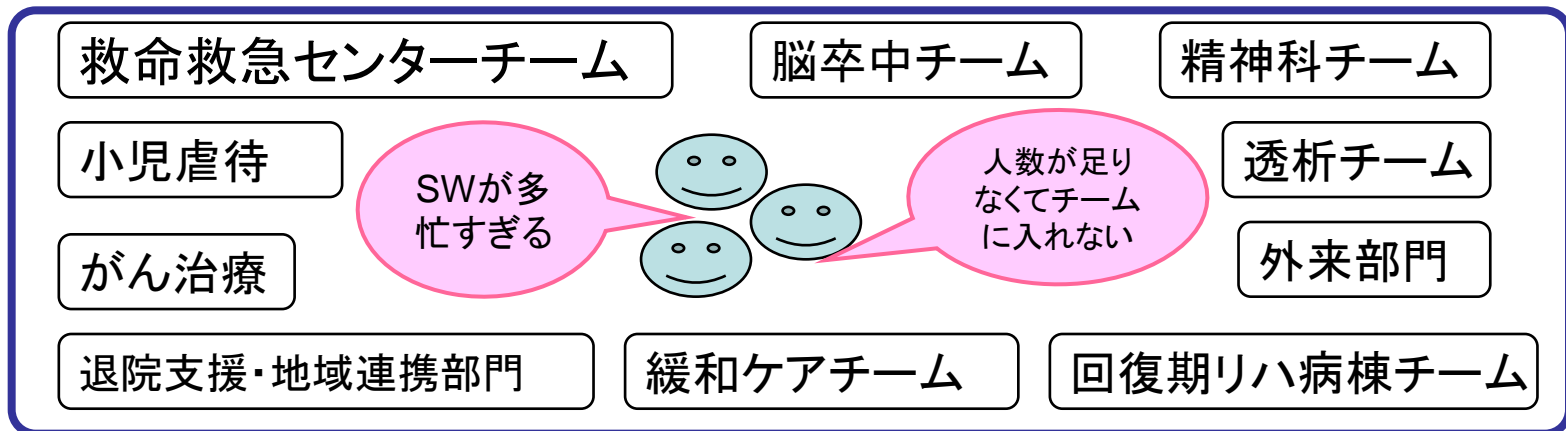 救命救急センターチーム
脳卒中チーム
精神科チーム
小児虐待
SWが多
忙すぎる
人数が足り
なくてチーム
に入れない
透析チーム
がん治療
外来部門
退院支援・地域連携部門
緩和ケアチーム
回復期リハ病棟チーム